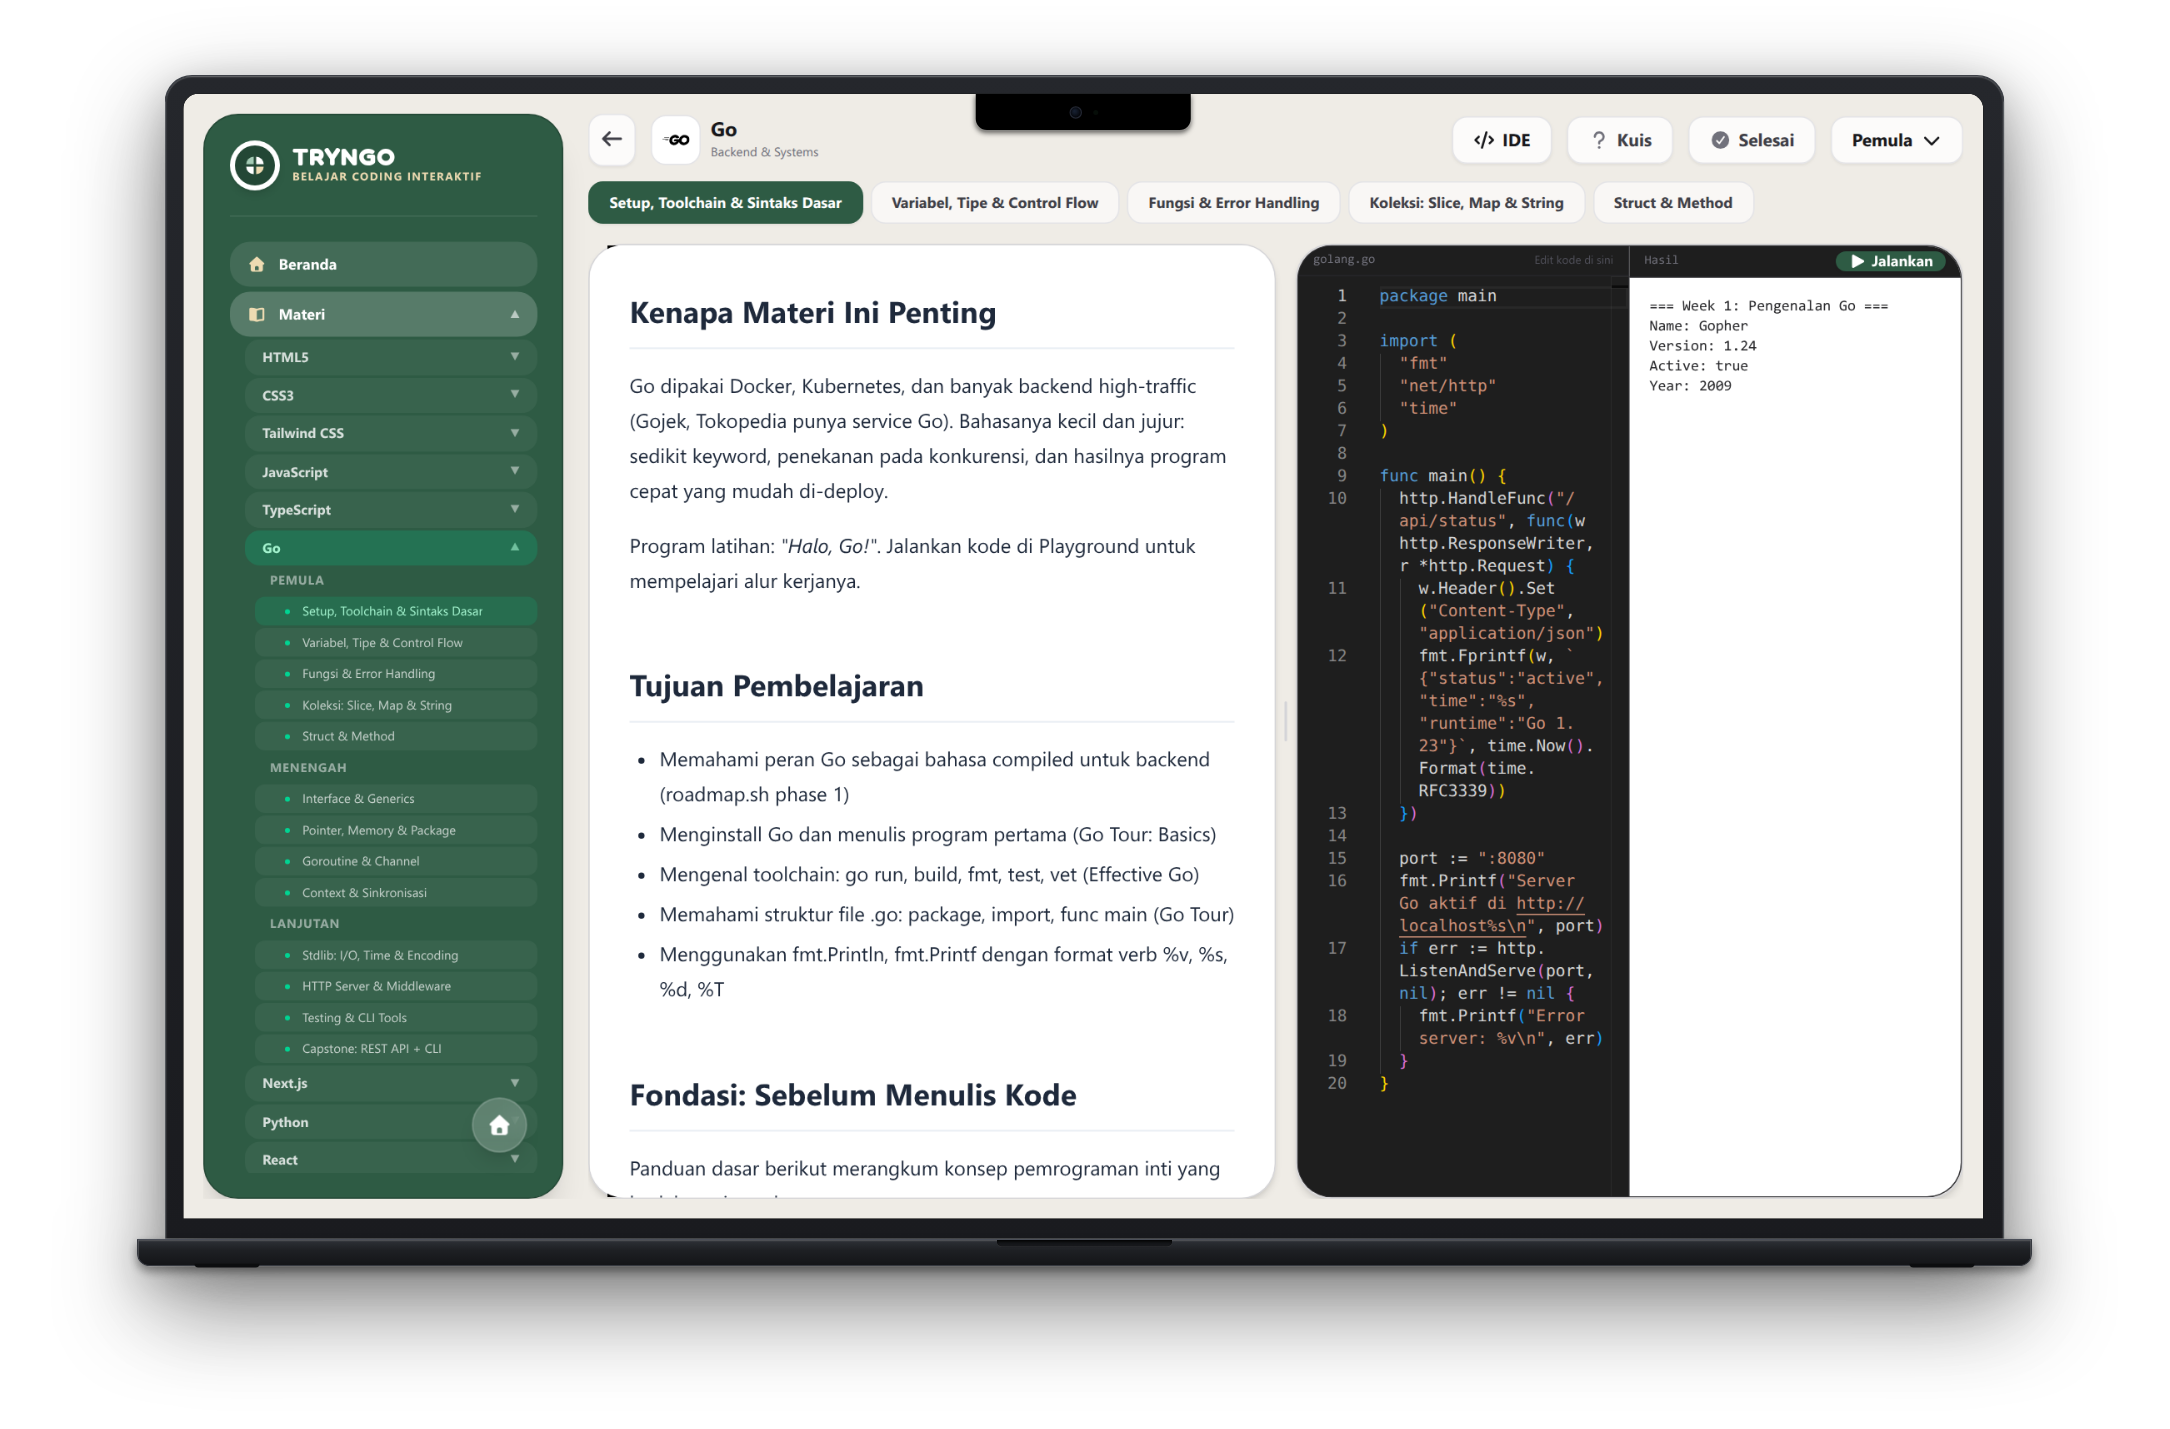 TRYNGO
BELAJAR CODING INTERAKTIF
Beranda
Materi
HTML5
CSS3
Tailwind CSS
JavaScript
TypeScript
Go
PEMULA
Setup, Toolchain & Sintaks Dasar
Variabel, Tipe & Control Flow
Fungsi & Error Handling
Koleksi: Slice, Map & String
Struct & Method
MENENGAH
Interface & Generics
Pointer, Memory & Package
Goroutine & Channel
Context & Sinkronisasi
LANJUTAN
Stdlib: I/O, Time & Encoding
HTTP Server & Middleware
Testing & CLI Tools
Capstone: REST API + CLI
Next.js
Python
React
GO
Go
Backend & Systems
</> IDE
? Kuis
Selesai
Pemula
Setup, Toolchain & Sintaks Dasar
Variabel, Tipe & Control Flow
Fungsi & Error Handling
Koleksi: Slice, Map & String
Struct & Method
Kenapa Materi Ini Penting
Go dipakai Docker, Kubernetes, dan banyak backend high-traffic
(Gojek, Tokopedia punya service Go). Bahasanya kecil dan jujur:
sedikit keyword, penekanan pada konkurensi, dan hasilnya program
cepat yang mudah di-deploy.
Program latihan: "Halo, Go!". Jalankan kode di Playground untuk
mempelajari alur kerjanya.
Tujuan Pembelajaran
• Memahami peran Go sebagai bahasa compiled untuk backend
(roadmap.sh phase 1)
• Menginstall Go dan menulis program pertama (Go Tour: Basics)
• Mengenal toolchain: go run, build, fmt, test, vet (Effective Go)
• Memahami struktur file .go: package, import, func main (Go Tour)
• Menggunakan fmt.Println, fmt.Printf dengan format verb %v, %s,
%d, %T
Fondasi: Sebelum Menulis Kode
Panduan dasar berikut merangkum konsep pemrograman inti yang
golang.go
Edit kode di sini
1 package main
2
3 import (
4 "fmt"
5 "net/http"
6 "time"
7 )
8
9 func main() {
10 http.HandleFunc("/
api/status", func(w
http.ResponseWriter,
r *http.Request) {
11 w.Header().Set
("Content-Type",
"application/json")
12 fmt.Fprintf(w, `
{"status":"active",
"time":"%s",
"runtime":"Go 1.
23"}`, time.Now().
Format(time.
RFC3339))
13 })
14
15 port := ":8080"
16 fmt.Printf("Server
Go aktif di http://
localhost%s\n", port)
17 if err := http.
ListenAndServe(port,
nil); err != nil {
18 fmt.Printf("Error
server: %v\n", err)
19 }
20 }
Hasil
Jalankan
=== Week 1: Pengenalan Go ===
Name: Gopher
Version: 1.24
Active: true
Year: 2009